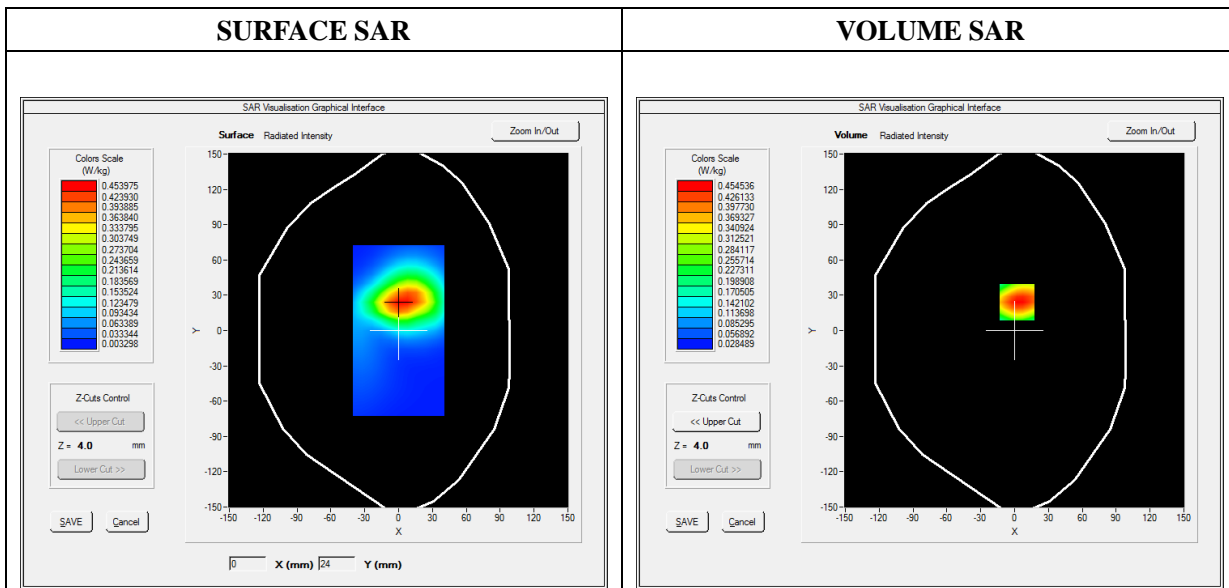 SURFACE SAR
VOLUME SAR
SAR Visualisation Graphical Interface
Surface Radiated Intensity
Zoom In/Out
Colors Scale
(W/kg)
0.453975
0.423930
0.393885
0.363840
0.333795
0.303749
0.273704
0.243659
0.213614
0.183569
0.153524
0.123479
0.093434
0.063389
0.033344
0.003298
150
120
90
60
30
0
-30
-60
-90
-120
-150
Y
-150 -120 -90 -60 -30 0 30 60 90 120 150
X
Z-Cuts Control
<< Upper Cut
Z = 4.0 mm
Lower Cut >>
SAVE Cancel
0 X (mm) 24 Y (mm)
SAR Visualisation Graphical Interface
Volume Radiated Intensity
Zoom In/Out
Colors Scale
(W/kg)
0.454536
0.426133
0.397730
0.369327
0.340924
0.312521
0.284117
0.255714
0.227311
0.198908
0.170505
0.142102
0.113698
0.085295
0.056892
0.028489
150
120
90
60
30
0
-30
-60
-90
-120
-150
Y
-150 -120 -90 -60 -30 0 30 60 90 120 150
X
Z-Cuts Control
<< Upper Cut
Z = 4.0 mm
Lower Cut >>
SAVE Cancel